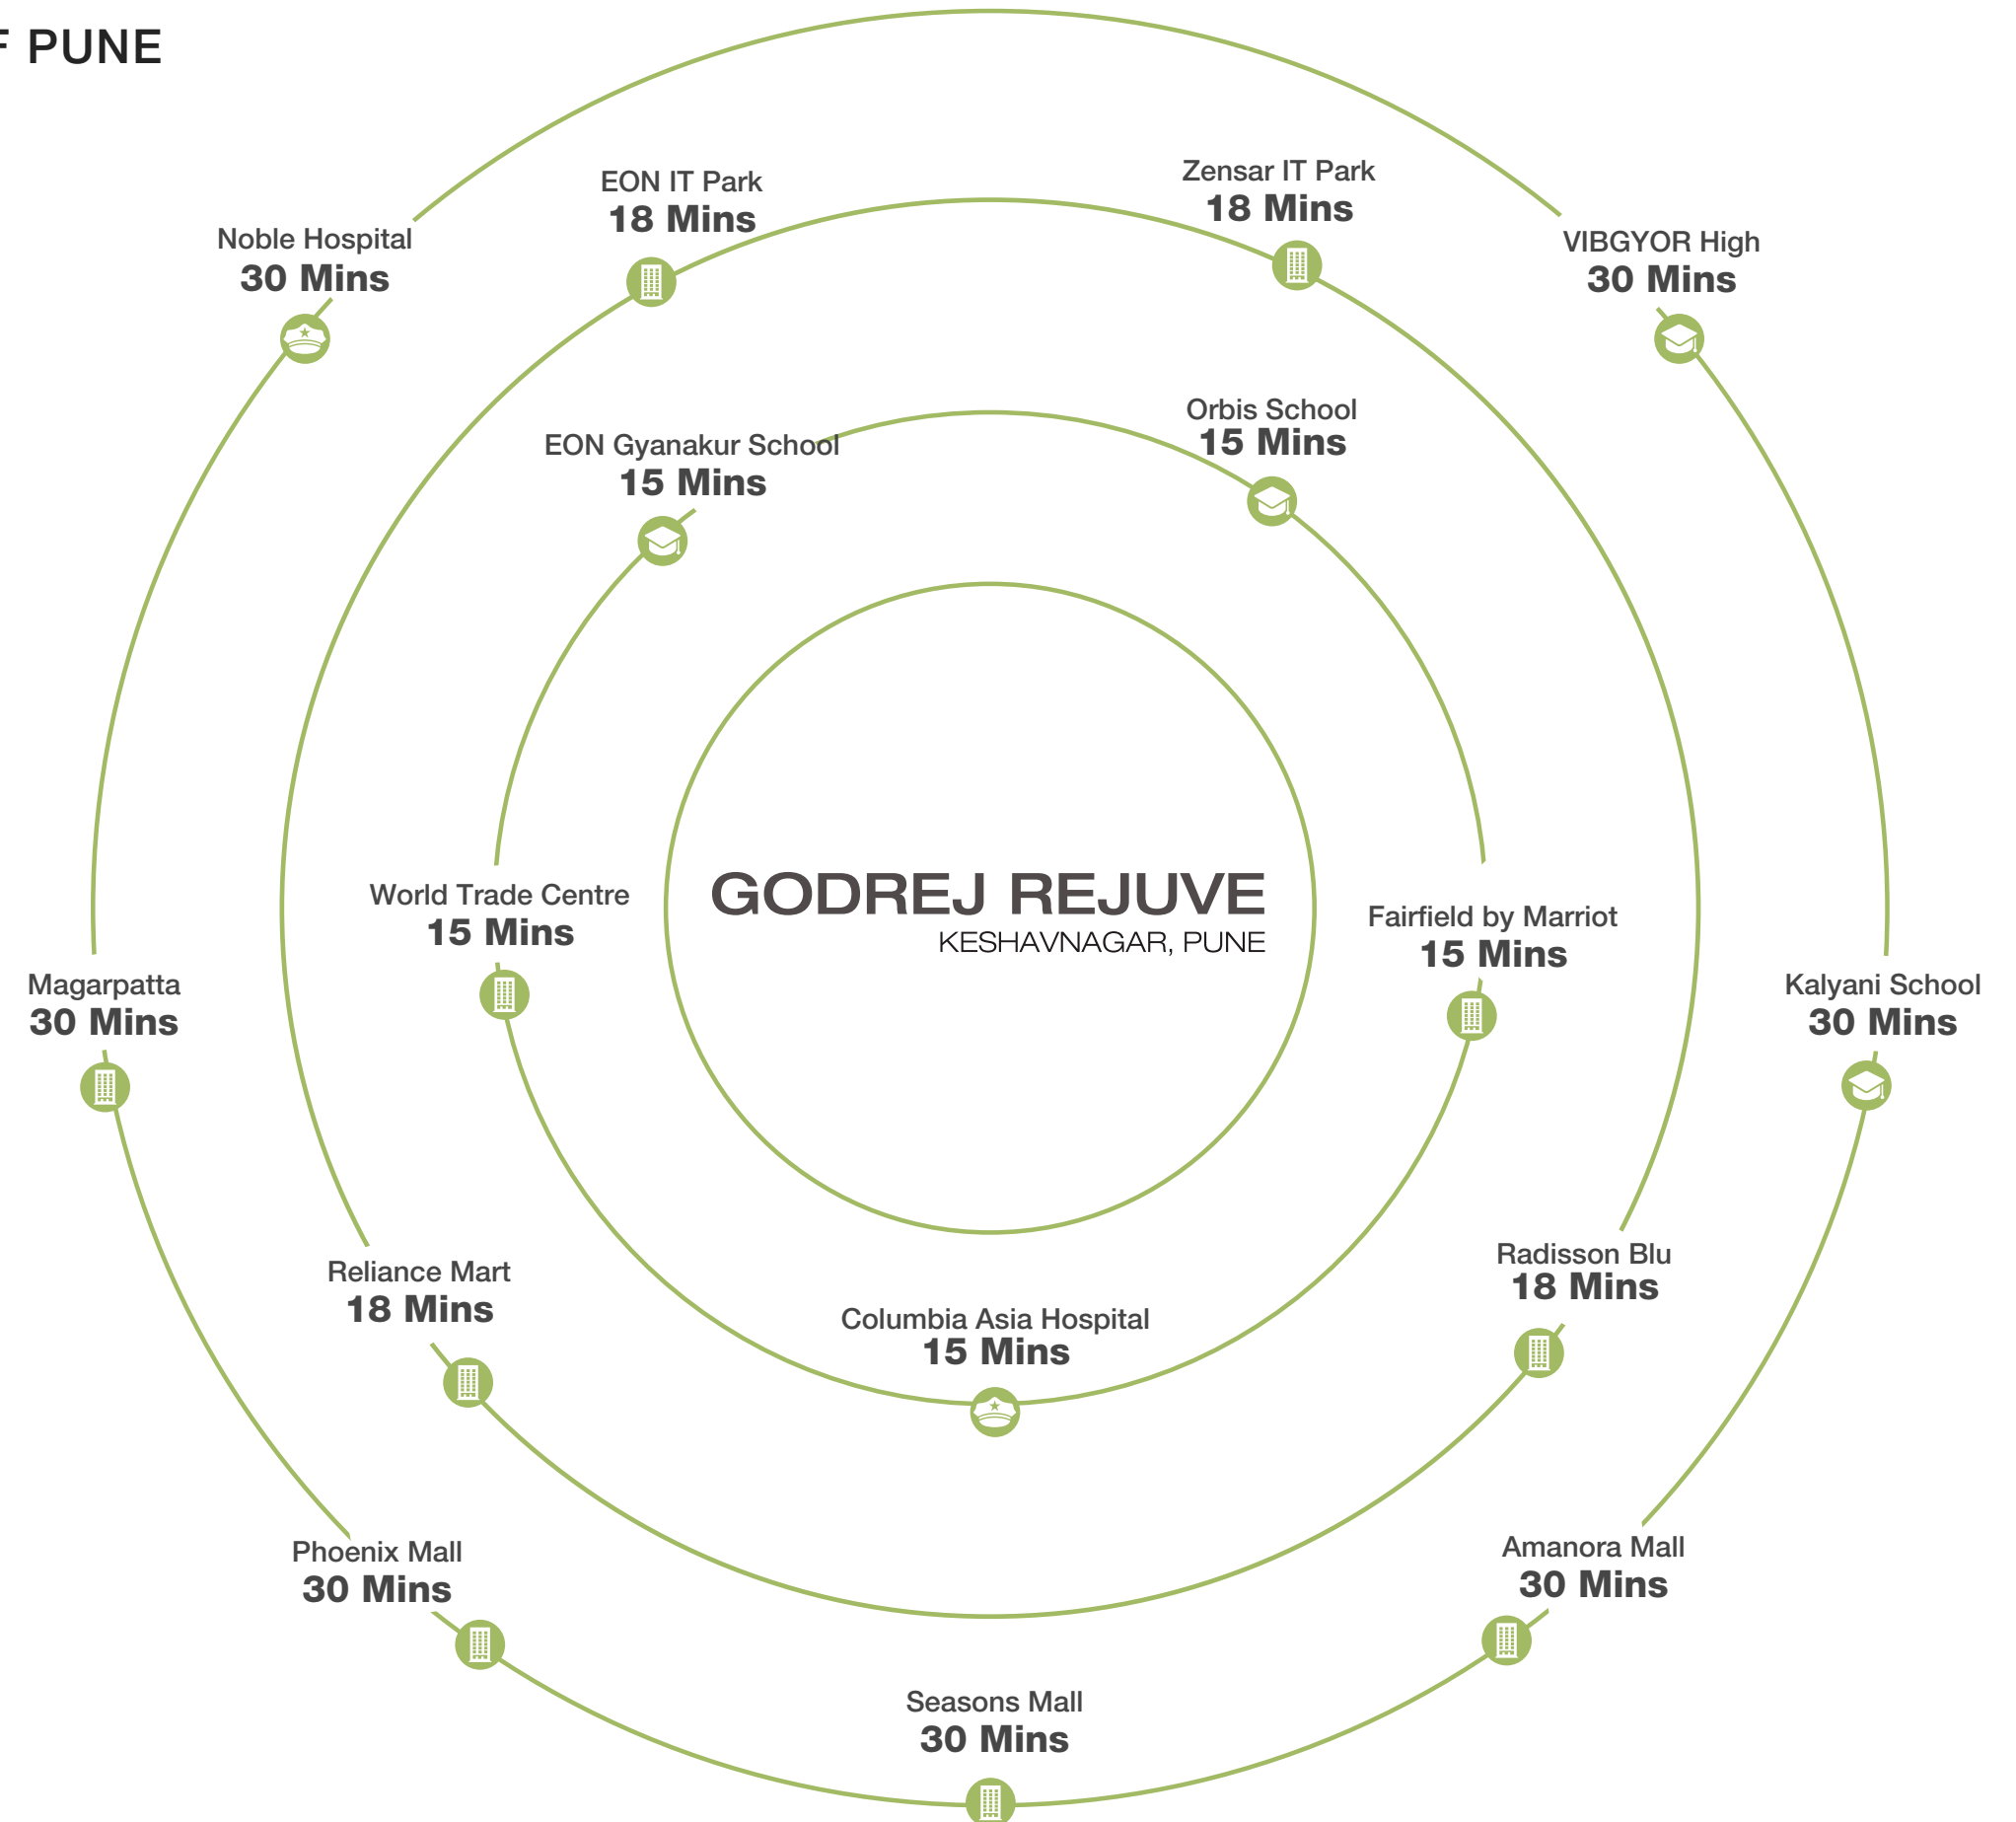 F PUNE
Zensar IT Park
18 Mins
EON IT Park
18 Mins
Noble Hospital
30 Mins
VIBGYOR High
30 Mins
Orbis School
15 Mins
EON Gyanakur School
15 Mins
GODREJ REJUVE
KESHAVNAGAR, PUNE
World Trade Centre
15 Mins
Fairfield by Marriot
15 Mins
Magarpatta
30 Mins
Kalyani School
30 Mins
Reliance Mart
18 Mins
Radisson Blu
18 Mins
Columbia Asia Hospital
15 Mins
Phoenix Mall
30 Mins
Amanora Mall
30 Mins
Seasons Mall
30 Mins